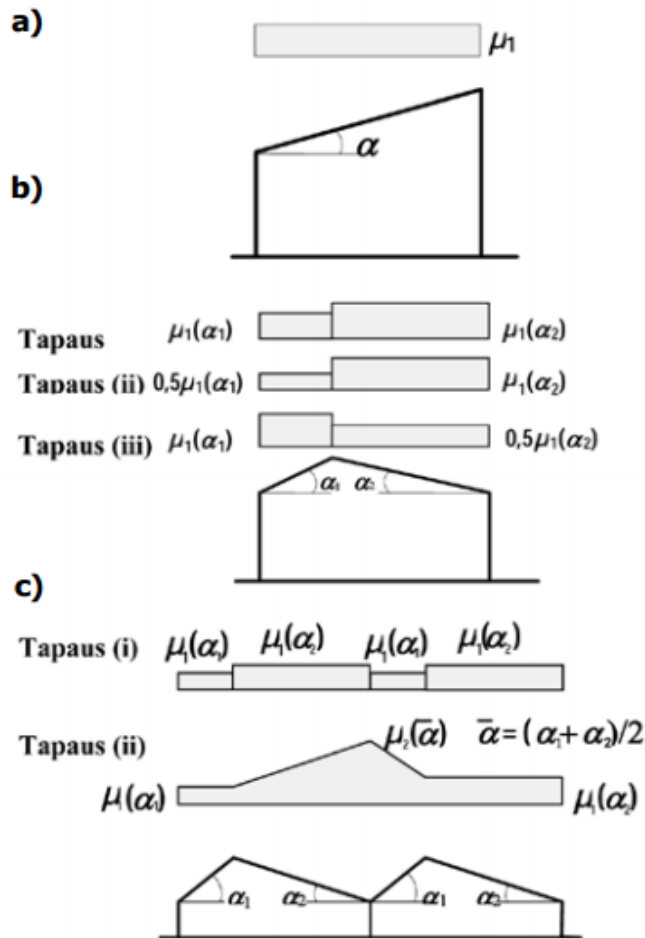 a)
μ1
α
b)
Tapaus μ1(α1) μ1(α2)
Tapaus (ii) 0,5μ1(α1) μ1(α2)
Tapaus (iii) μ1(α1) 0,5μ1(α2)
α1 α2
c)
Tapaus (i) μ1(α1) μ1(α2) μ1(α1) μ1(α2)
Tapaus (ii) μ2(ᾱ) ᾱ=(α1+α2)/2
μ(α1) μ1(α2)
α1 α2 α1 α2